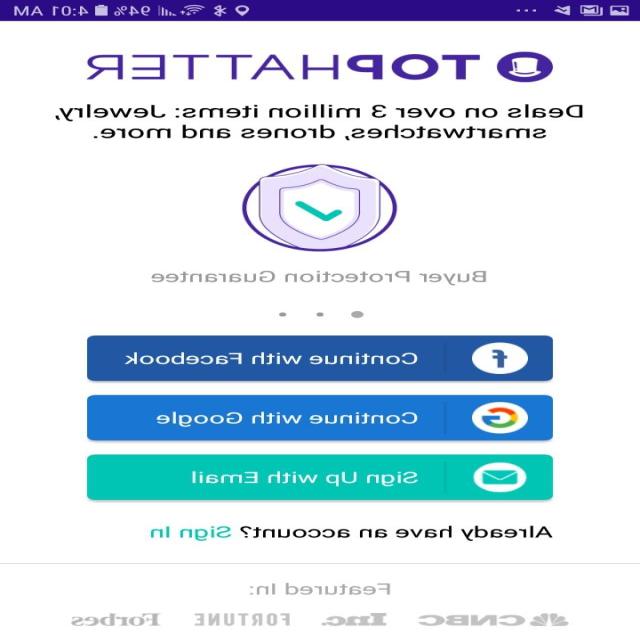 4:01 AM 94%
TOPHATTER
Deals on over 3 million items: Jewelry,
smartwatches, drones and more.
Buyer Protection Guarantee
Continue with Facebook
Continue with Google
Sign Up with Email
Already have an account? Sign In
Featured In:
CNBC Inc. FORTUNE Forbes